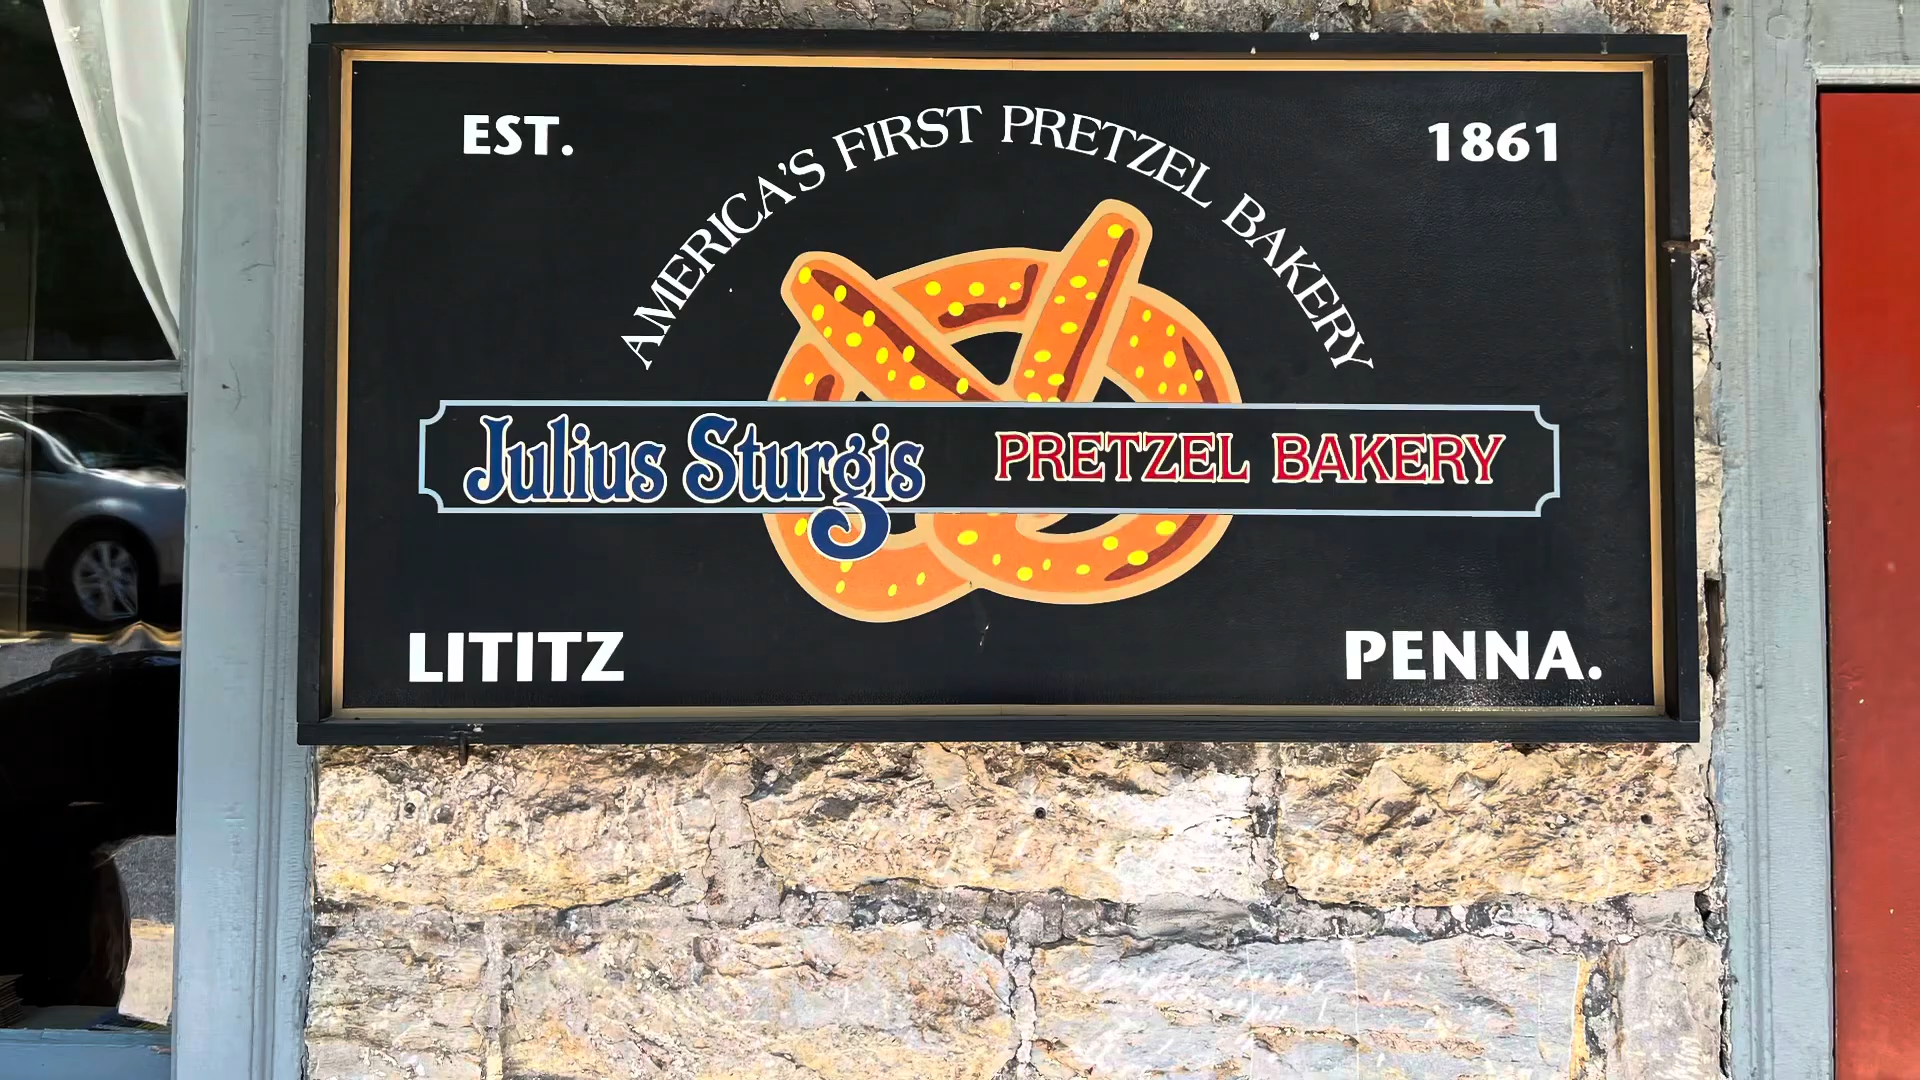 EST. 1861
AMERICA'S FIRST PRETZEL BAKERY
Julius Sturgis PRETZEL BAKERY
LITITZ PENNA.